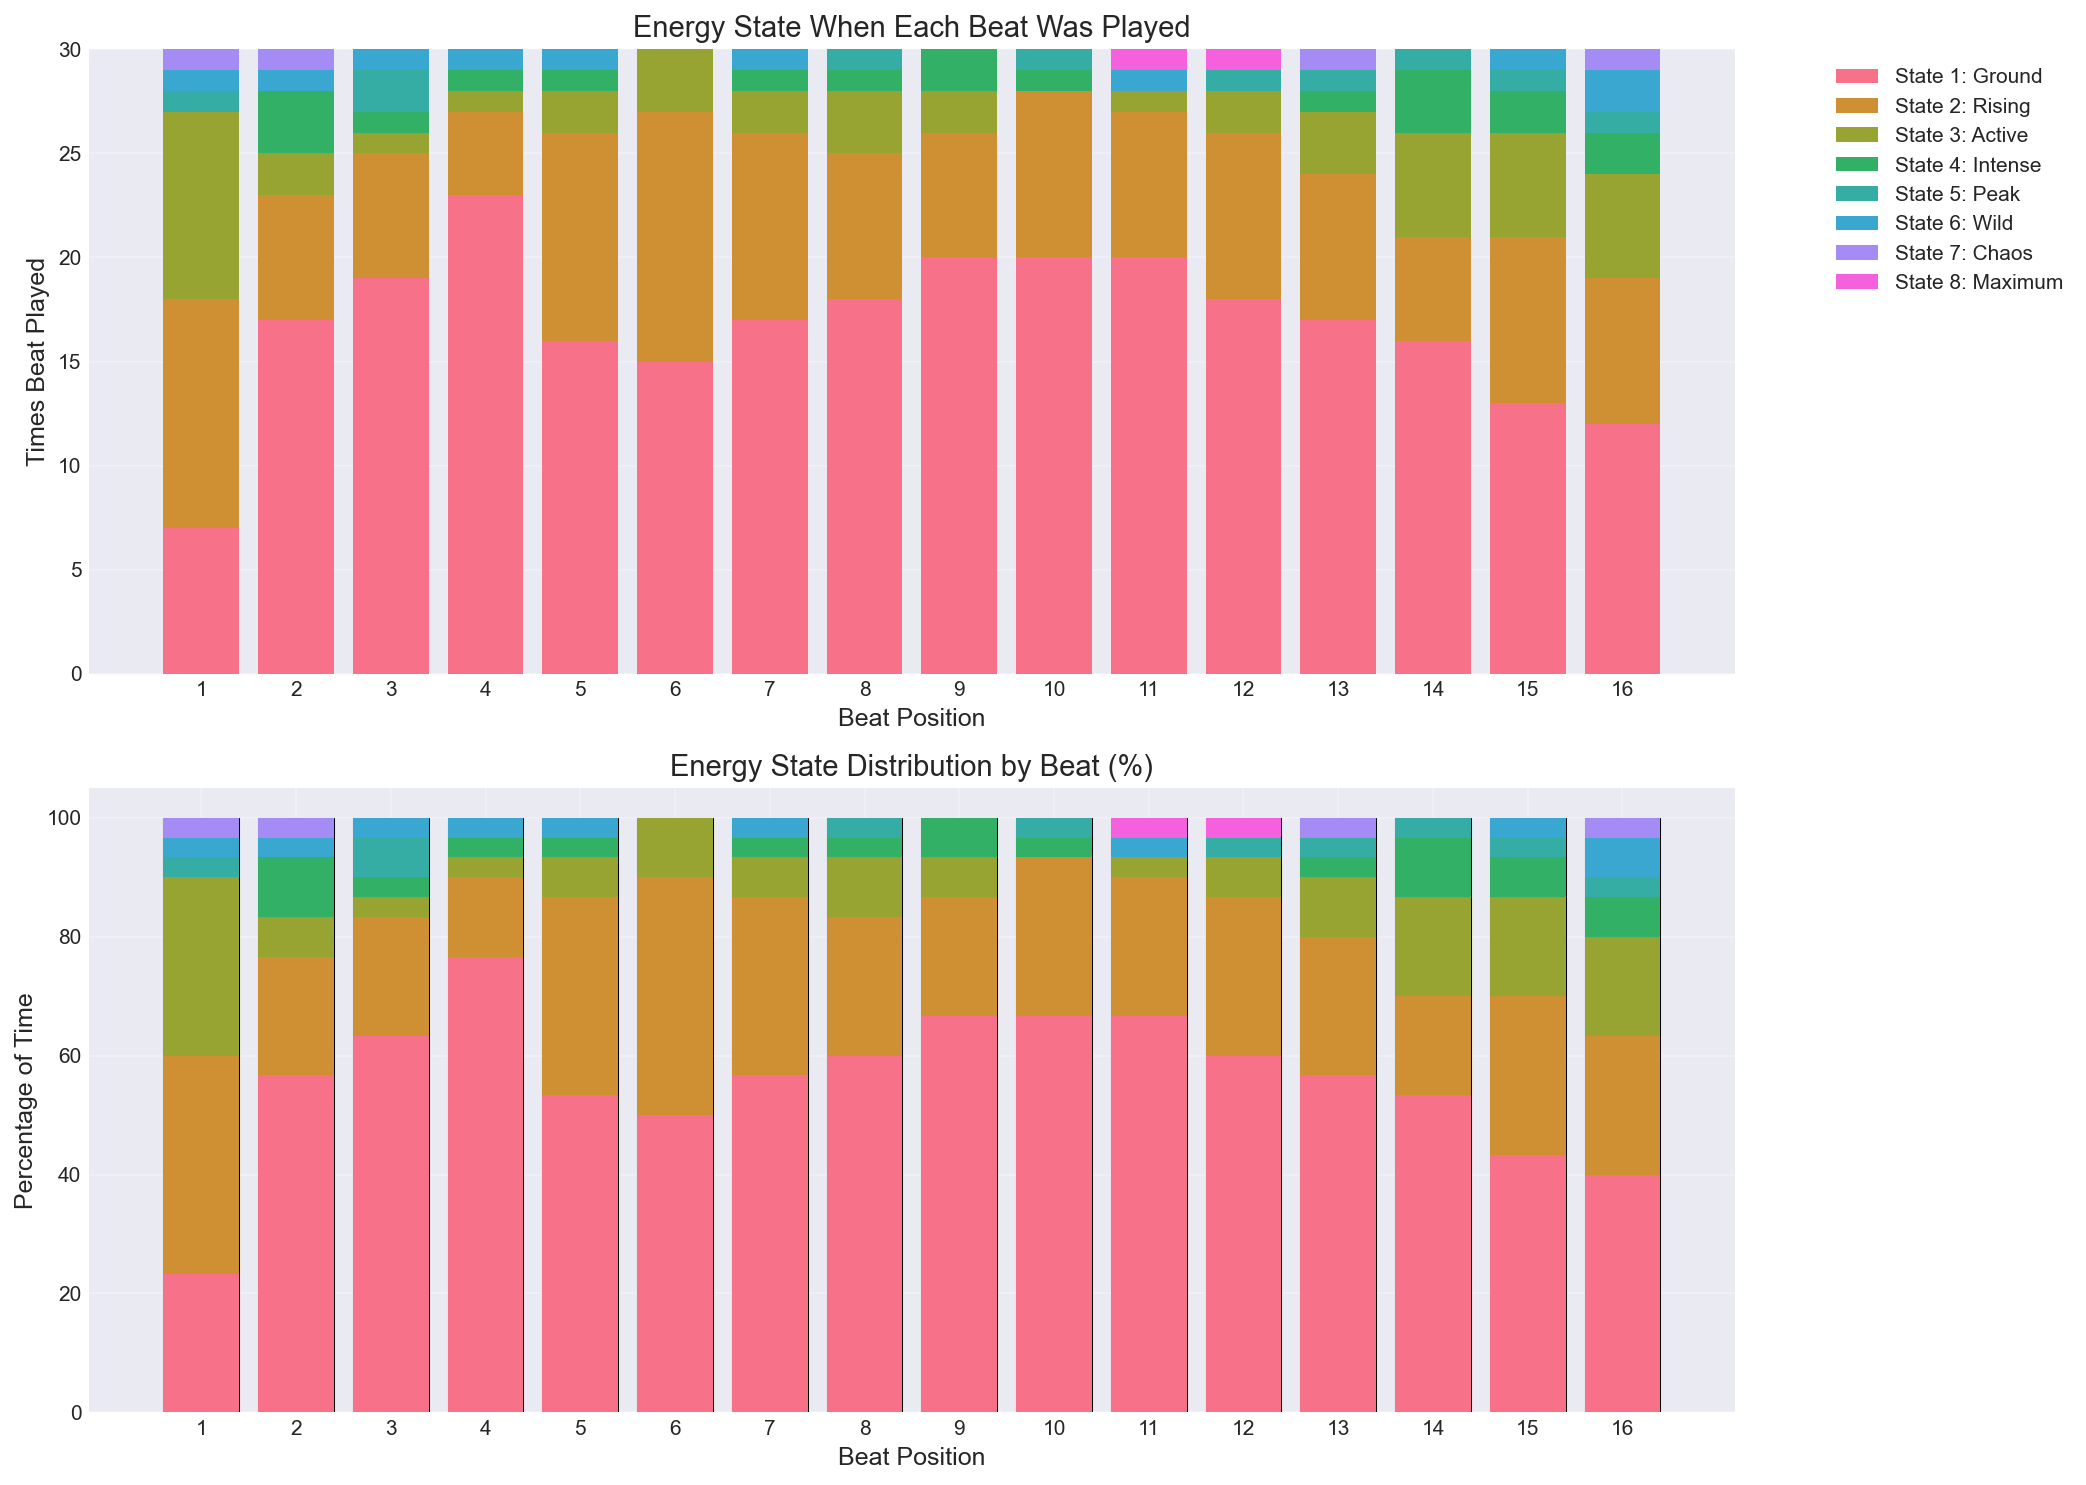 Energy State When Each Beat Was Played
Times Beat Played
30
25
20
15
10
5
0
1 2 3 4 5 6 7 8 9 10 11 12 13 14 15 16
Beat Position
State 1: Ground
State 2: Rising
State 3: Active
State 4: Intense
State 5: Peak
State 6: Wild
State 7: Chaos
State 8: Maximum
Energy State Distribution by Beat (%)
Percentage of Time
100
80
60
40
20
0
1 2 3 4 5 6 7 8 9 10 11 12 13 14 15 16
Beat Position